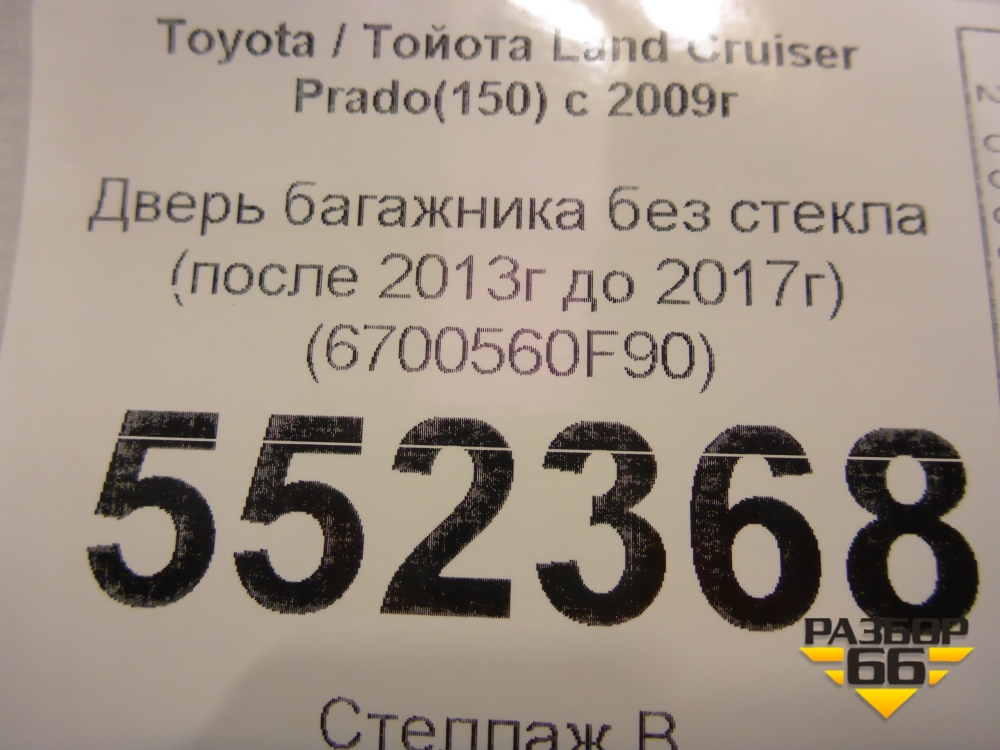 Toyota / Тойота Land Cruiser
Prado(150) с 2009г
Дверь багажника без стекла
(после 2013г до 2017г)
(6700560F90)
552368
РАЗБОР
66
Стеллаж В